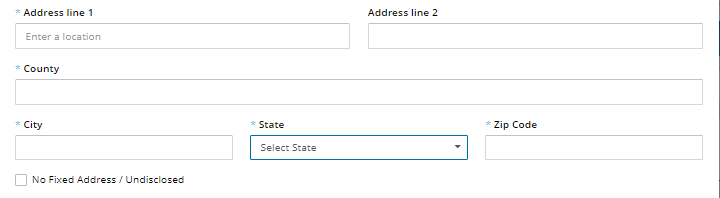 * Address line 1 Address line 2
Enter a location
* County
* City * State * Zip Code
Select State
No Fixed Address / Undisclosed